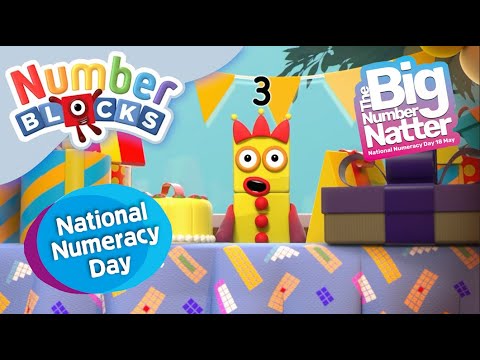 Number
BLOCKS
3
The
Big
Number
Natter
National Numeracy Day 18 May
National
Numeracy
Day